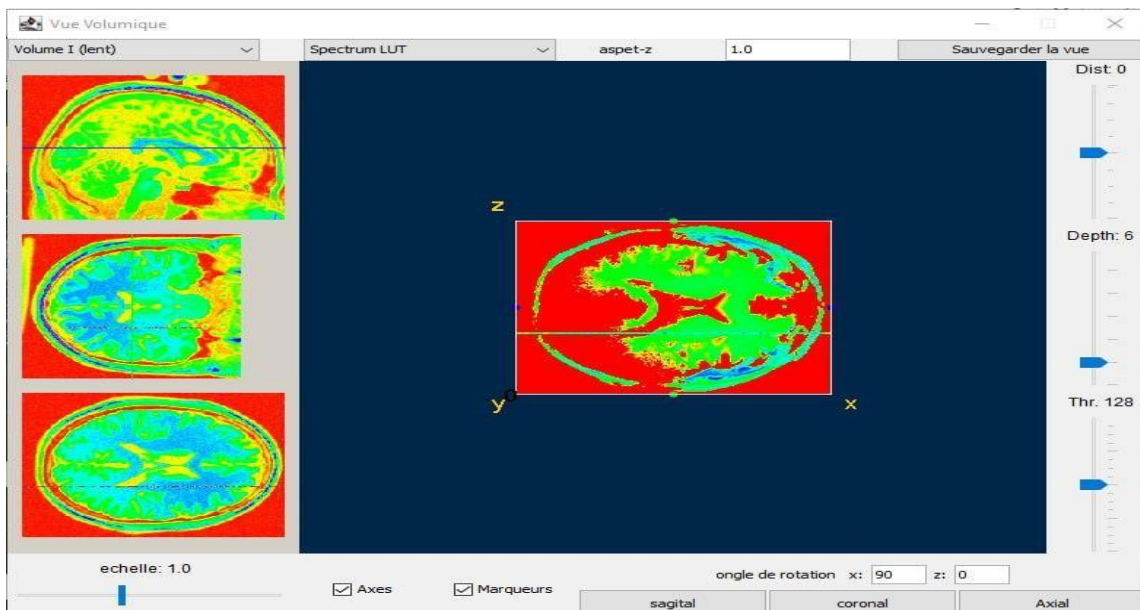 Vue Volumique
Volume I (lent) Spectrum LUT aspet-z 1.0 Sauvegarder la vue
Dist: 0
z
Depth: 6
y 0 x
Thr. 128
echelle: 1.0
Axes Marqueurs
ongle de rotation x: 90 z: 0
sagital coronal Axial